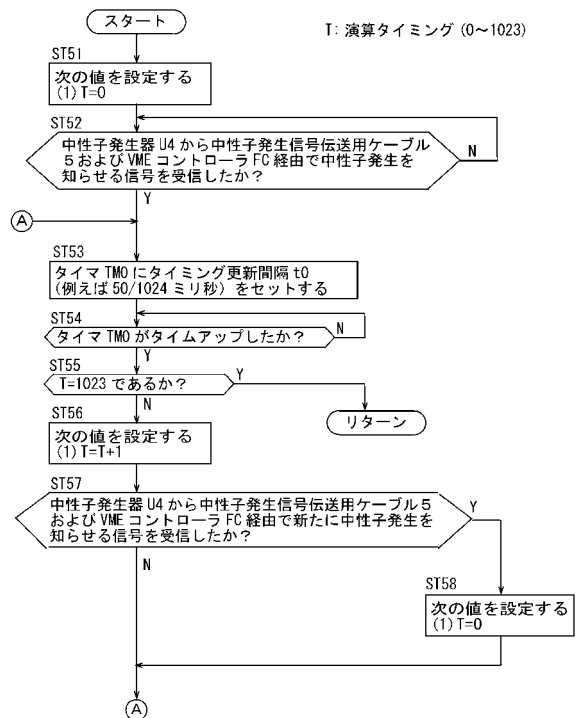 スタート
T: 演算タイミング (0～1023)
ST51
次の値を設定する
(1) T=0
ST52
中性子発生器 U4 から中性子発生信号伝送用ケーブル
5 および VME コントローラ FC 経由で中性子発生を
知らせる信号を受信したか？
N
Y
A
ST53
タイマ TM0 にタイミング更新間隔 t0
(例えば 50/1024 ミリ秒) をセットする
ST54
タイマ TM0 がタイムアップしたか？
N
Y
ST55
T=1023 であるか？
Y
N
リターン
ST56
次の値を設定する
(1) T=T+1
ST57
中性子発生器 U4 から中性子発生信号伝送用ケーブル 5
および VME コントローラ FC 経由で新たに中性子発生を
知らせる信号を受信したか？
Y
N
ST58
次の値を設定する
(1) T=0
A